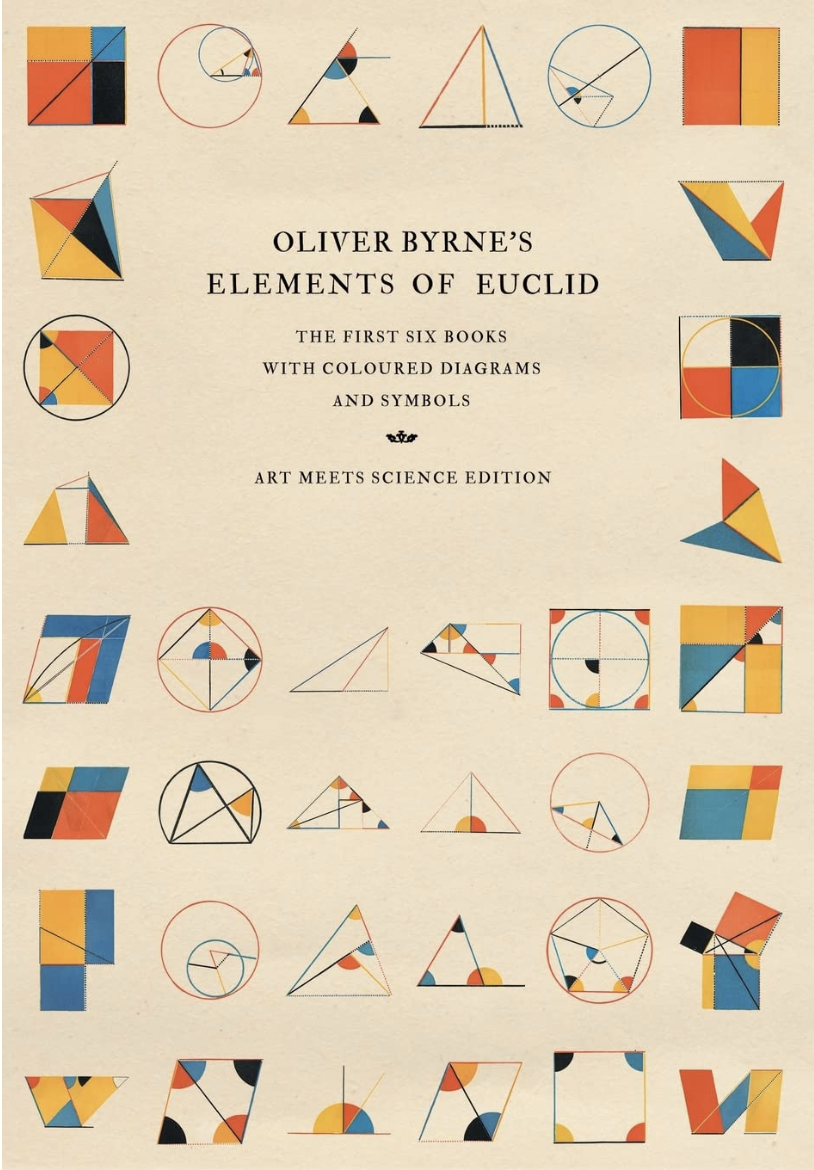 OLIVER BYRNE’S
ELEMENTS OF EUCLID
THE FIRST SIX BOOKS
WITH COLOURED DIAGRAMS
AND SYMBOLS
ART MEETS SCIENCE EDITION